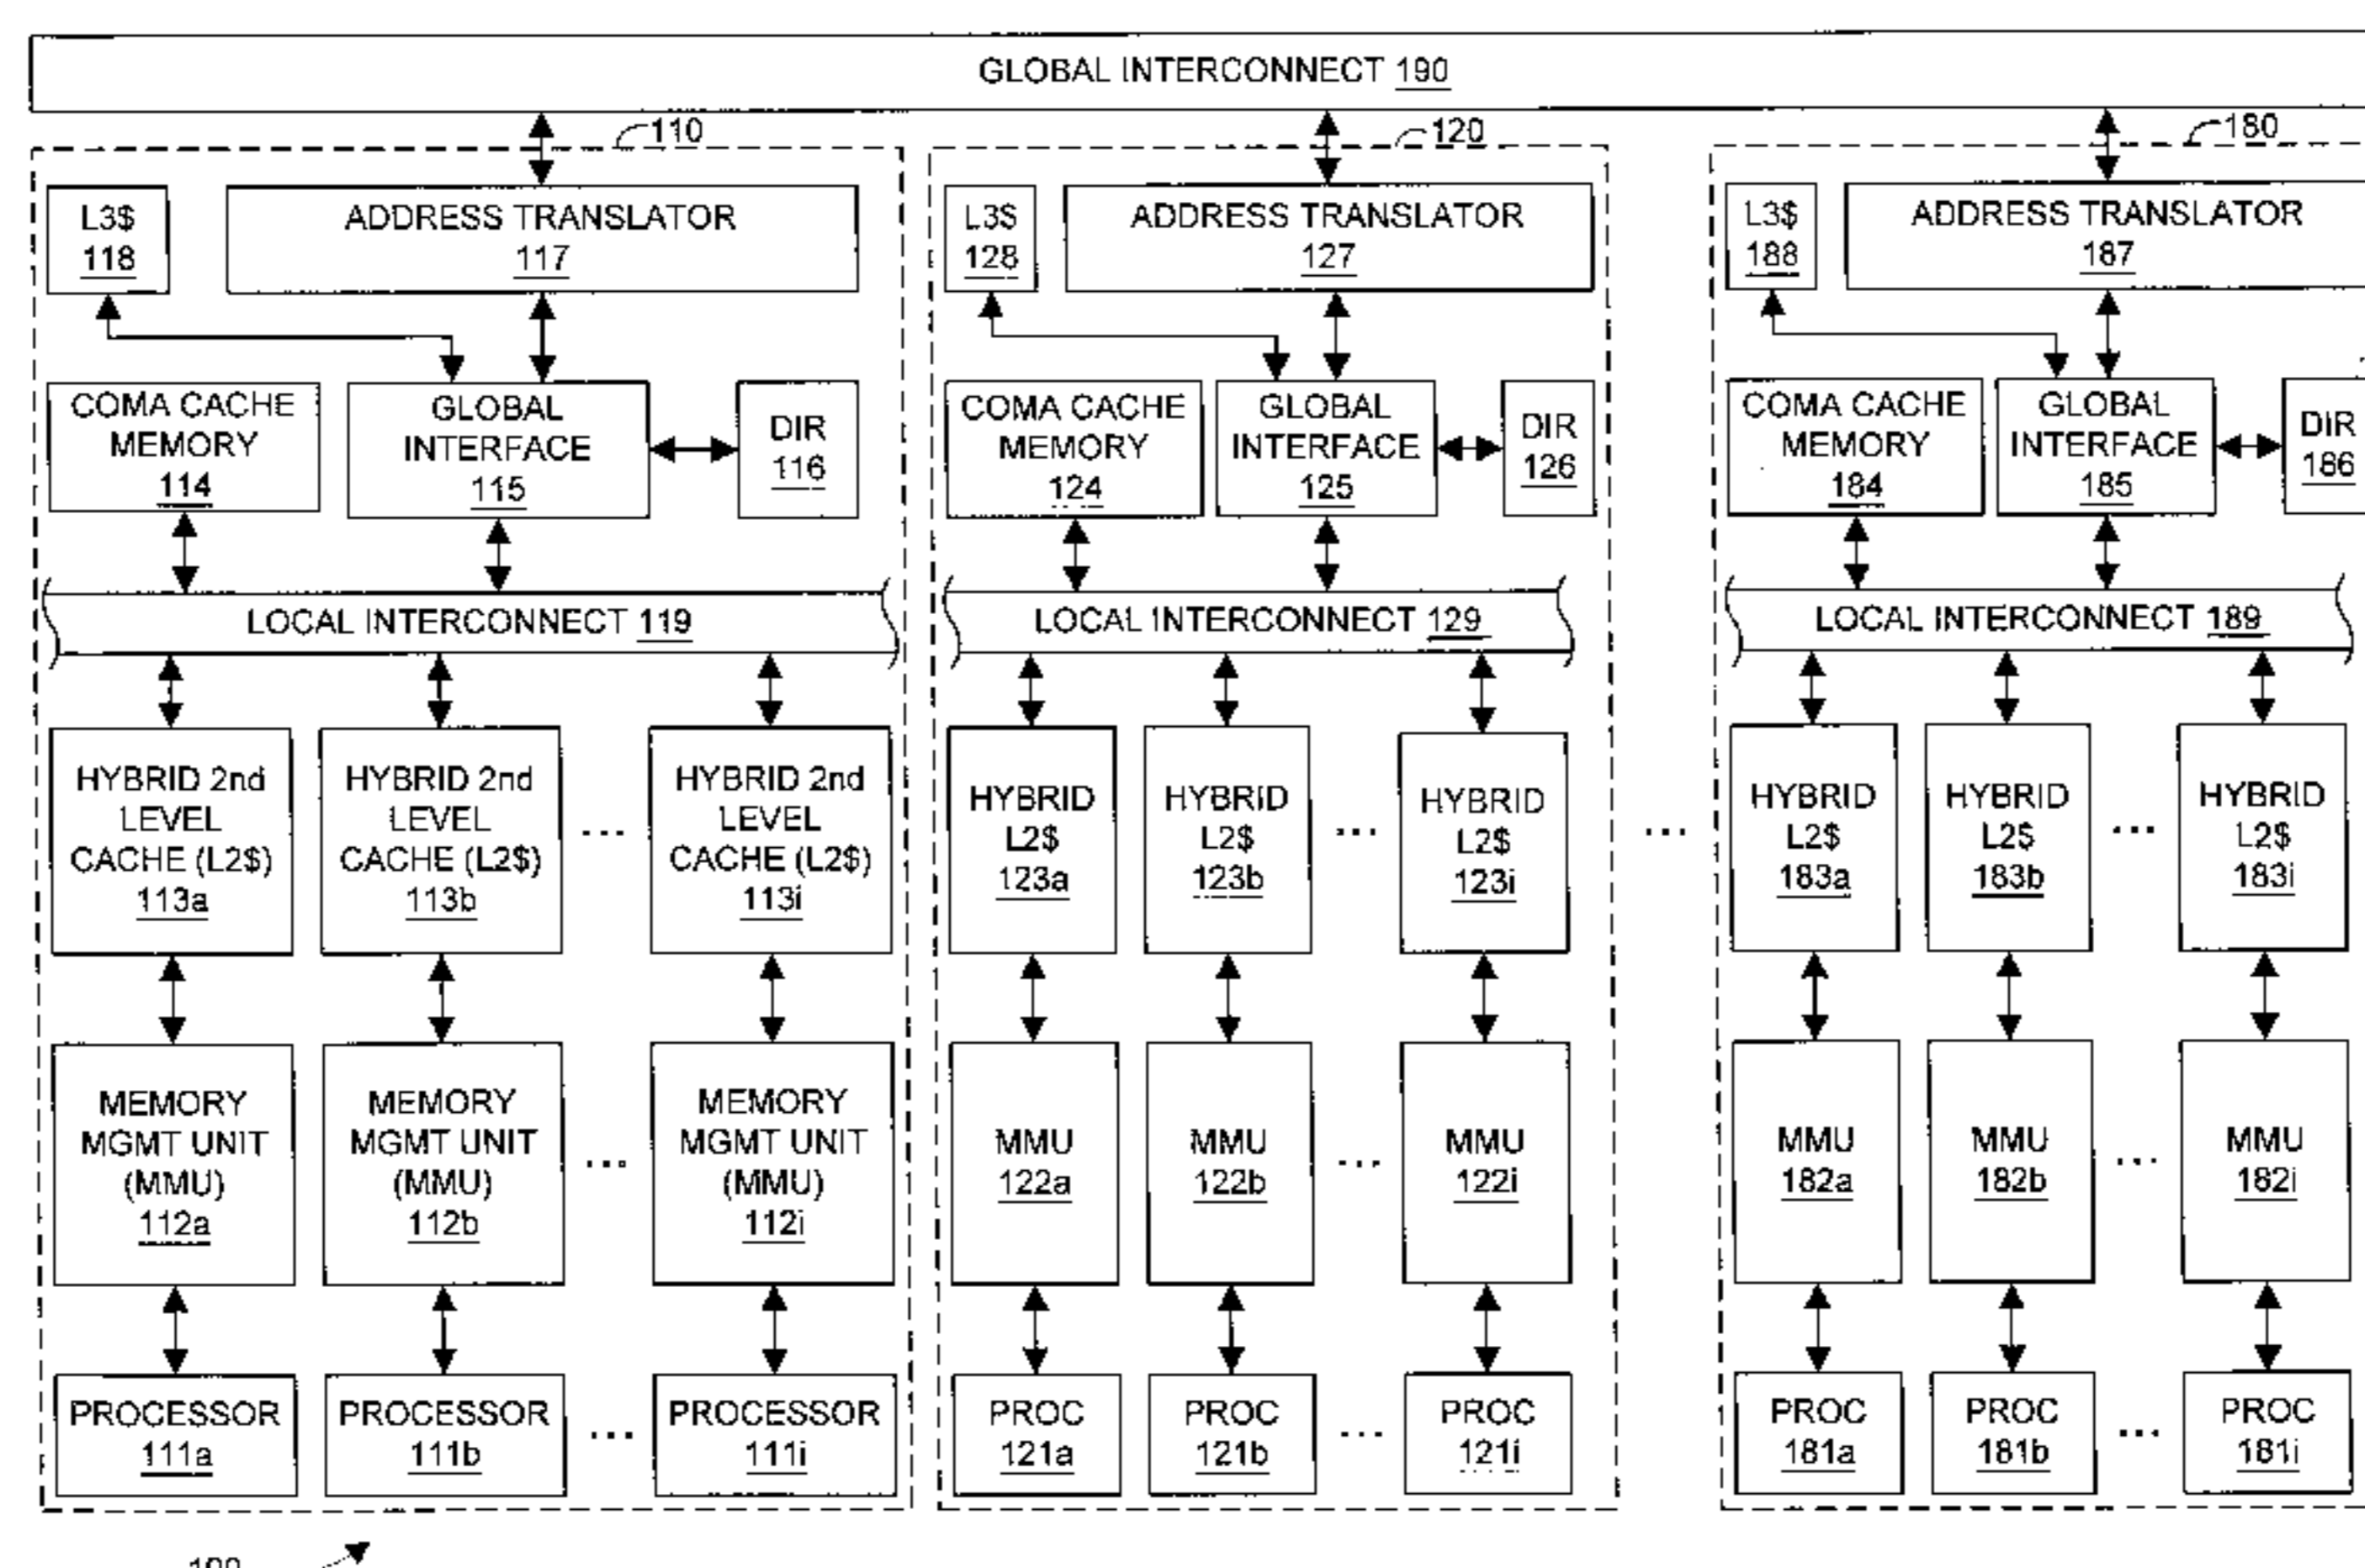 GLOBAL INTERCONNECT 190
110
120
180
L3$
118
ADDRESS TRANSLATOR
117
L3$
128
ADDRESS TRANSLATOR
127
L3$
188
ADDRESS TRANSLATOR
187
COMA CACHE
MEMORY
114
GLOBAL
INTERFACE
115
DIR
116
COMA CACHE
MEMORY
124
GLOBAL
INTERFACE
125
DIR
126
COMA CACHE
MEMORY
184
GLOBAL
INTERFACE
185
DIR
186
LOCAL INTERCONNECT 119
LOCAL INTERCONNECT 129
LOCAL INTERCONNECT 189
HYBRID 2nd
LEVEL
CACHE (L2$)
113a
HYBRID 2nd
LEVEL
CACHE (L2$)
113b
...
HYBRID 2nd
LEVEL
CACHE (L2$)
113i
HYBRID
L2$
123a
HYBRID
L2$
123b
...
HYBRID
L2$
123i
...
HYBRID
L2$
183a
HYBRID
L2$
183b
...
HYBRID
L2$
183i
MEMORY
MGMT UNIT
(MMU)
112a
MEMORY
MGMT UNIT
(MMU)
112b
...
MEMORY
MGMT UNIT
(MMU)
112i
MMU
122a
MMU
122b
...
MMU
122i
MMU
182a
MMU
182b
...
MMU
182i
PROCESSOR
111a
PROCESSOR
111b
...
PROCESSOR
111i
PROC
121a
PROC
121b
...
PROC
121i
PROC
181a
PROC
181b
...
PROC
181i